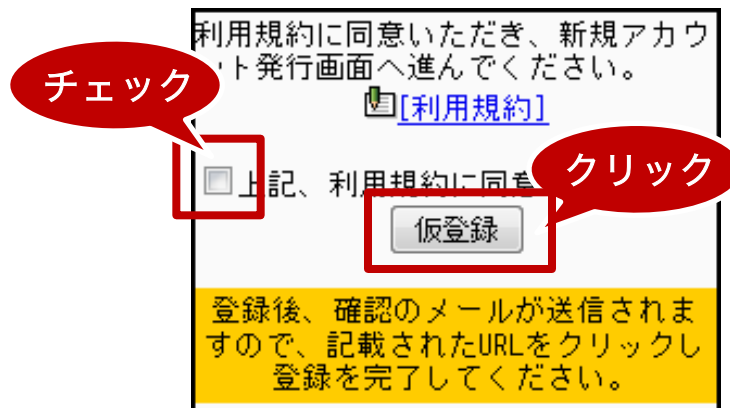 利用規約に同意いただき、新規アカウ
ト発行画面へ進んでください。
チェック
[利用規約]
上記、利用規約に同意
クリック
仮登録
登録後、確認のメールが送信されま
すので、記載されたURLをクリックし
登録を完了してください。